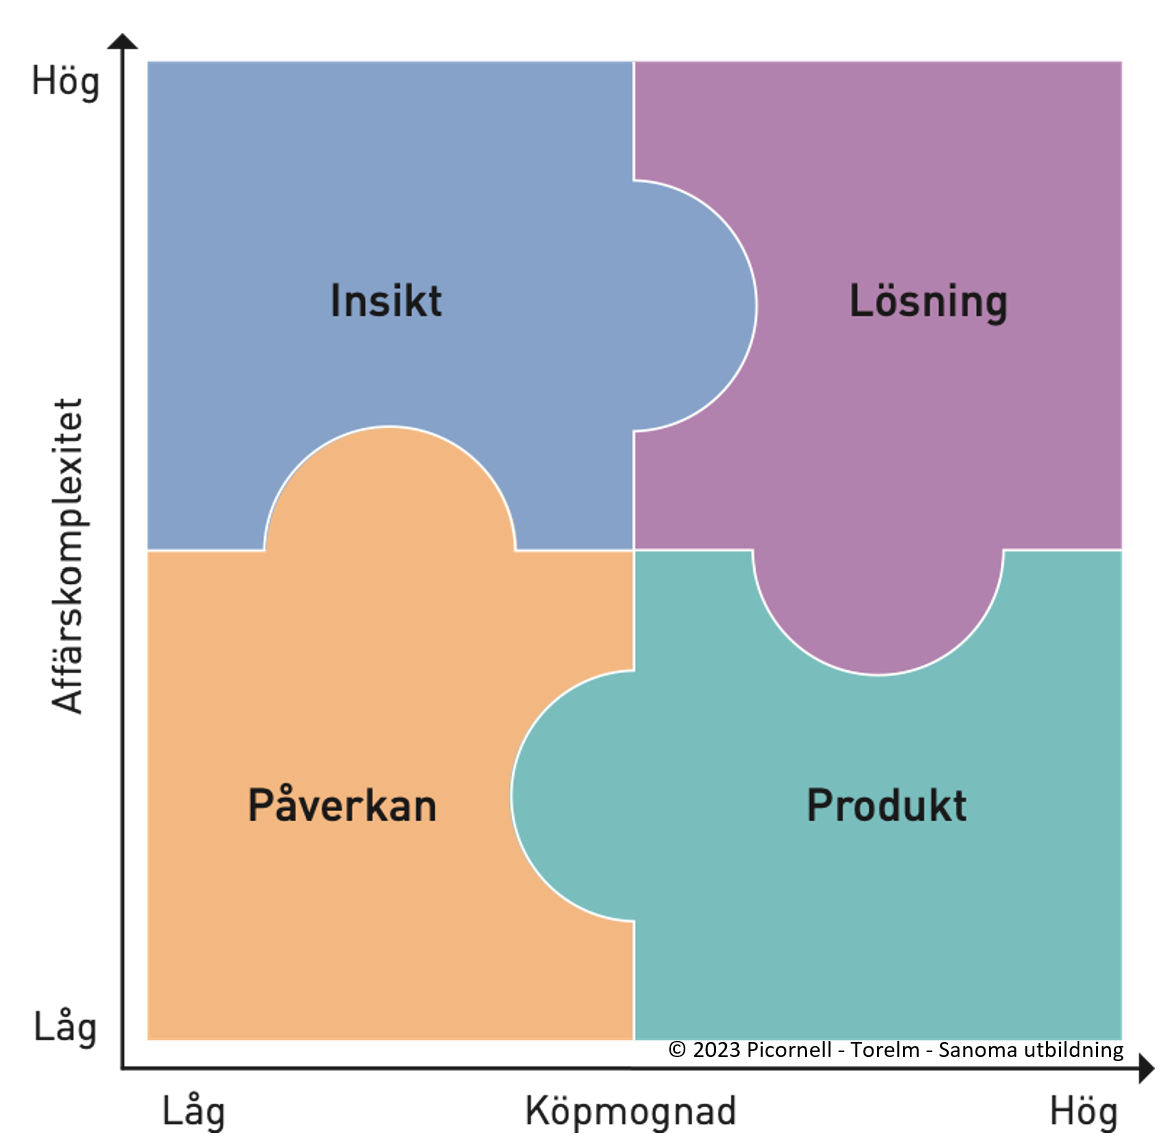 Hög
Insikt
Lösning
Affärskomplexitet
Påverkan
Produkt
Låg
© 2023 Picornell - Torelm - Sanoma utbildning
Låg
Köpmognad
Hög